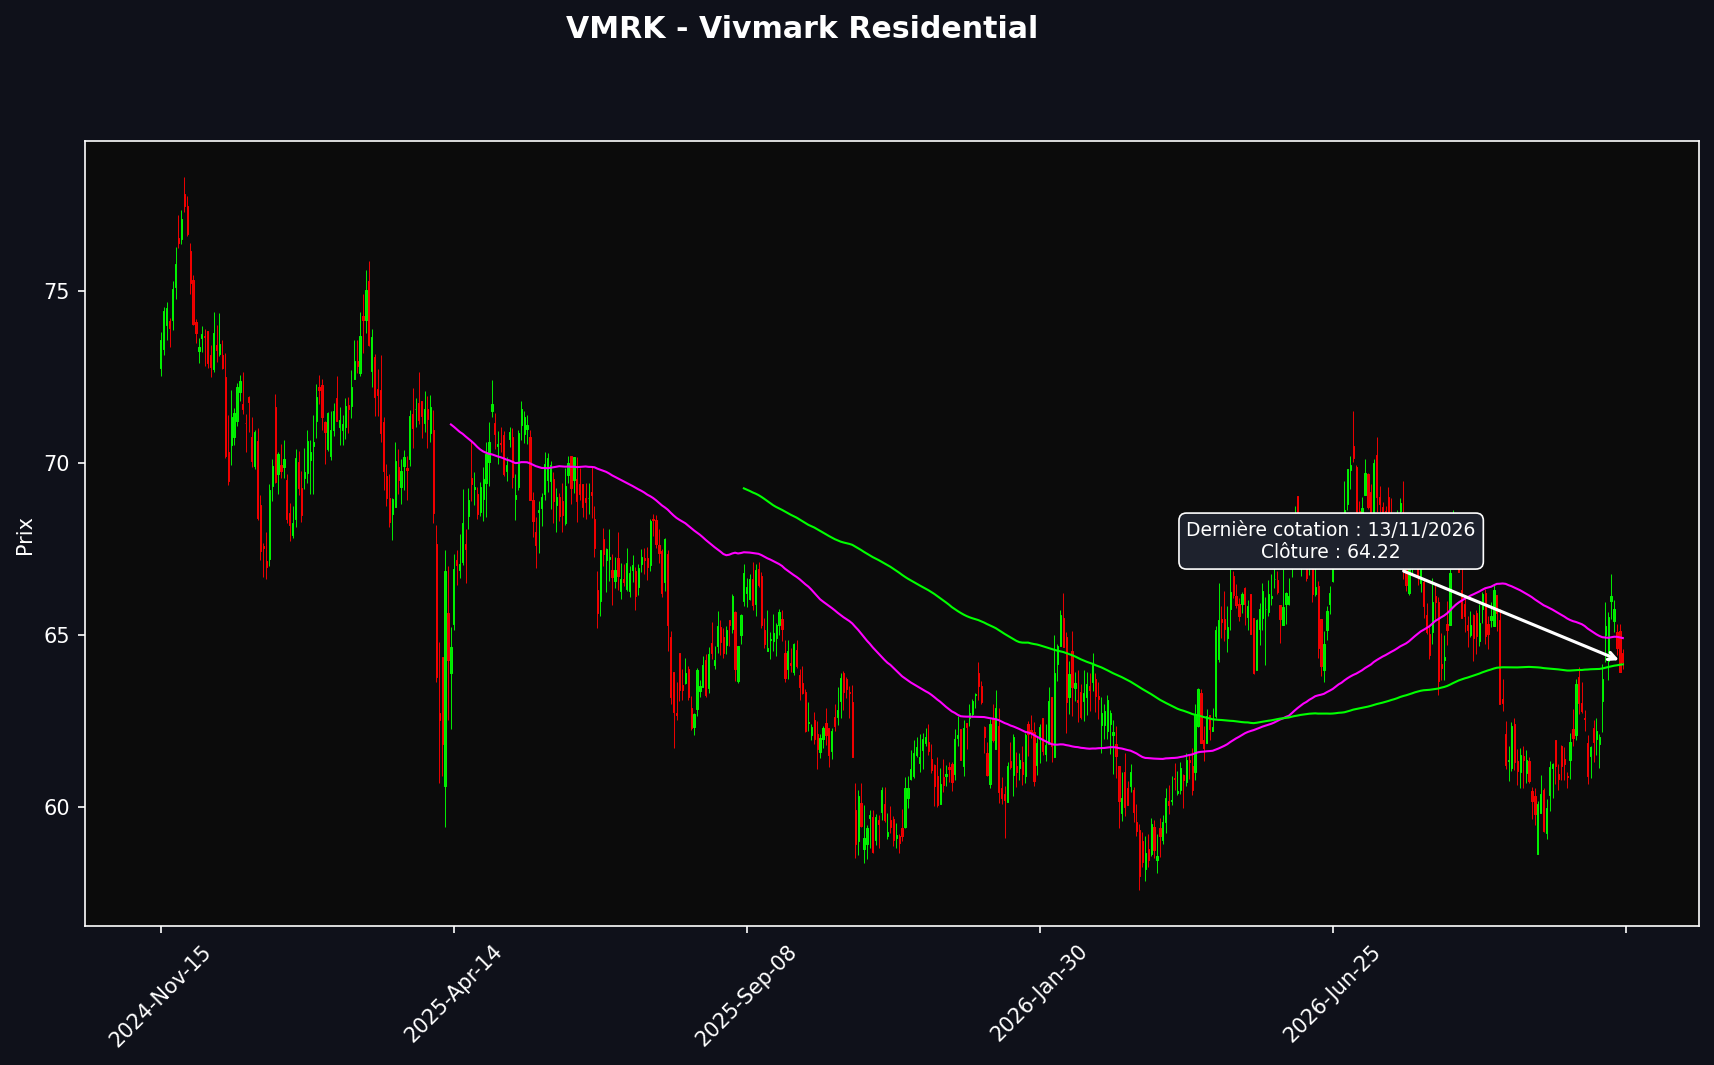 VMRK - Vivmark Residential
Prix
75
70
65
60
Dernière cotation : 13/11/2026
Clôture : 64.22
2024-Nov-15
2025-Apr-14
2025-Sep-08
2026-Jan-30
2026-Jun-25